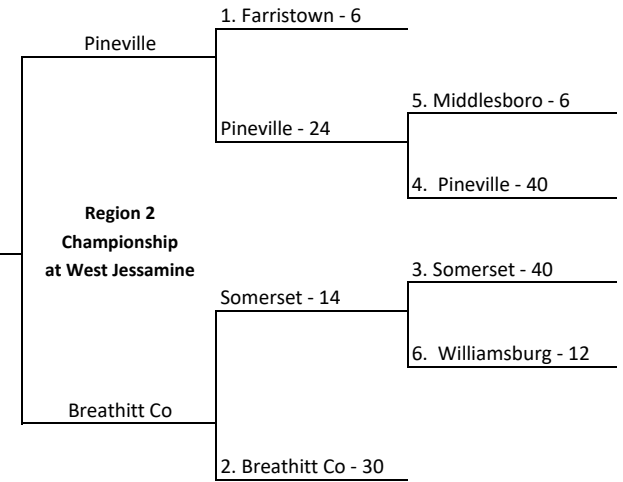 1. Farristown - 6
Pineville
5. Middlesboro - 6
Pineville - 24
4. Pineville - 40
Region 2
Championship
at West Jessamine
3. Somerset - 40
Somerset - 14
6. Williamsburg - 12
Breathitt Co
2. Breathitt Co - 30